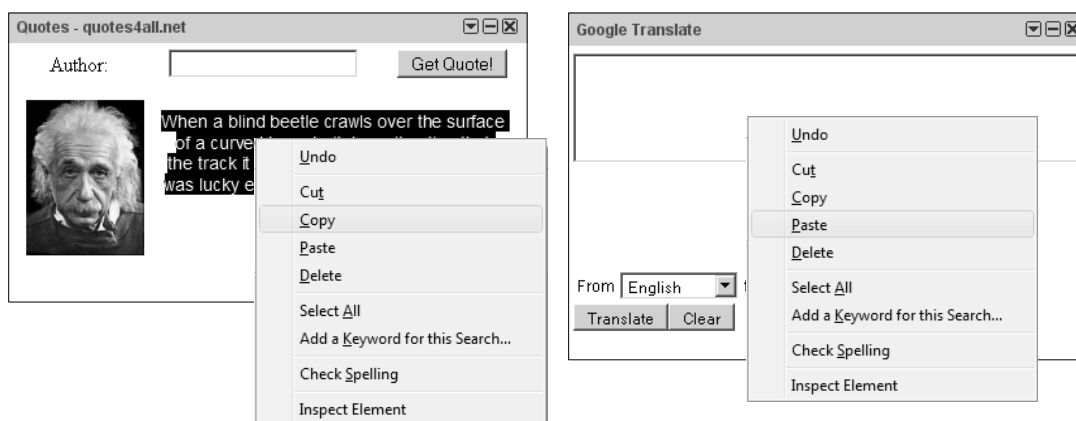 Quotes - quotes4all.net
Author:
Get Quote!
When a blind beetle crawls over the surface
of a curve
the track it
was lucky e
Undo
Cut
Copy
Paste
Delete
Select All
Add a Keyword for this Search...
Check Spelling
Inspect Element
Google Translate
Undo
Cut
Copy
Paste
Delete
Select All
Add a Keyword for this Search...
Check Spelling
Inspect Element
From English
Translate Clear